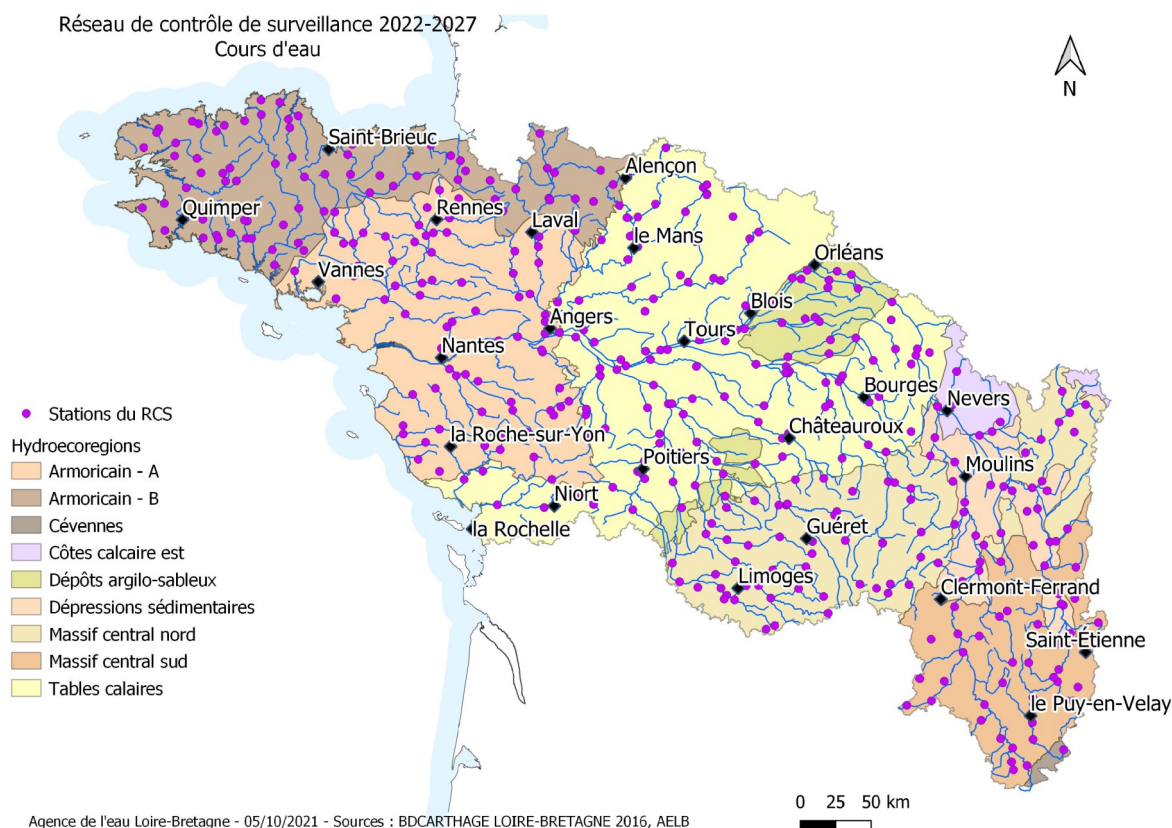 Réseau de contrôle de surveillance 2022-2027
Cours d'eau
N
Saint-Brieuc
Alençon
Quimper
Rennes
Laval
le Mans
Orléans
Vannes
Blois
Angers
Tours
Nantes
Bourges
Nevers
Stations du RCS
Hydroecoregions
Armoricain - A
Armoricain - B
Cévennes
Côtes calcaire est
Dépôts argilo-sableux
Dépressions sédimentaires
Massif central nord
Massif central sud
Tables calaires
la Roche-sur-Yon
Châteauroux
Poitiers
Moulins
Niort
la Rochelle
Guéret
Limoges
Clermont-Ferrand
Saint-Étienne
le Puy-en-Velay
0 25 50 km
Agence de l'eau Loire-Bretagne - 05/10/2021 - Sources : BDCARTHAGE LOIRE-BRETAGNE 2016, AELB